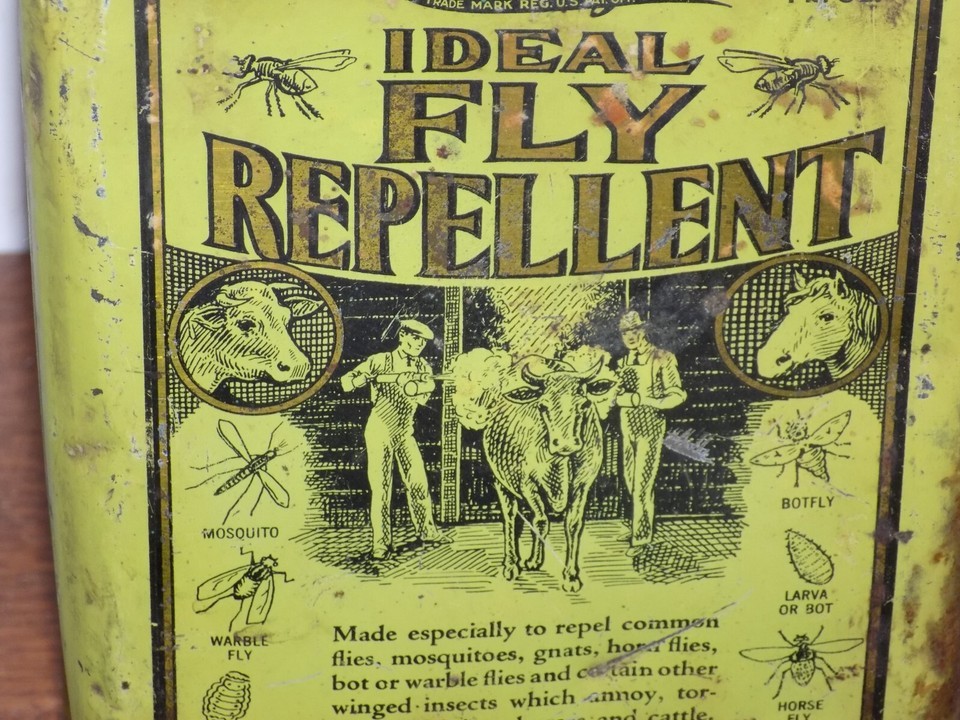 TRADE MARK REG. U.S. PAT. OFF.
IDEAL
FLY
REPELLENT
MOSQUITO
WARBLE
FLY
BOTFLY
LARVA
OR BOT
HORSE
FLY
Made especially to repel common
flies, mosquitoes, gnats, horn flies,
bot or warble flies and certain other
winged insects which annoy, tor-
and cattle,